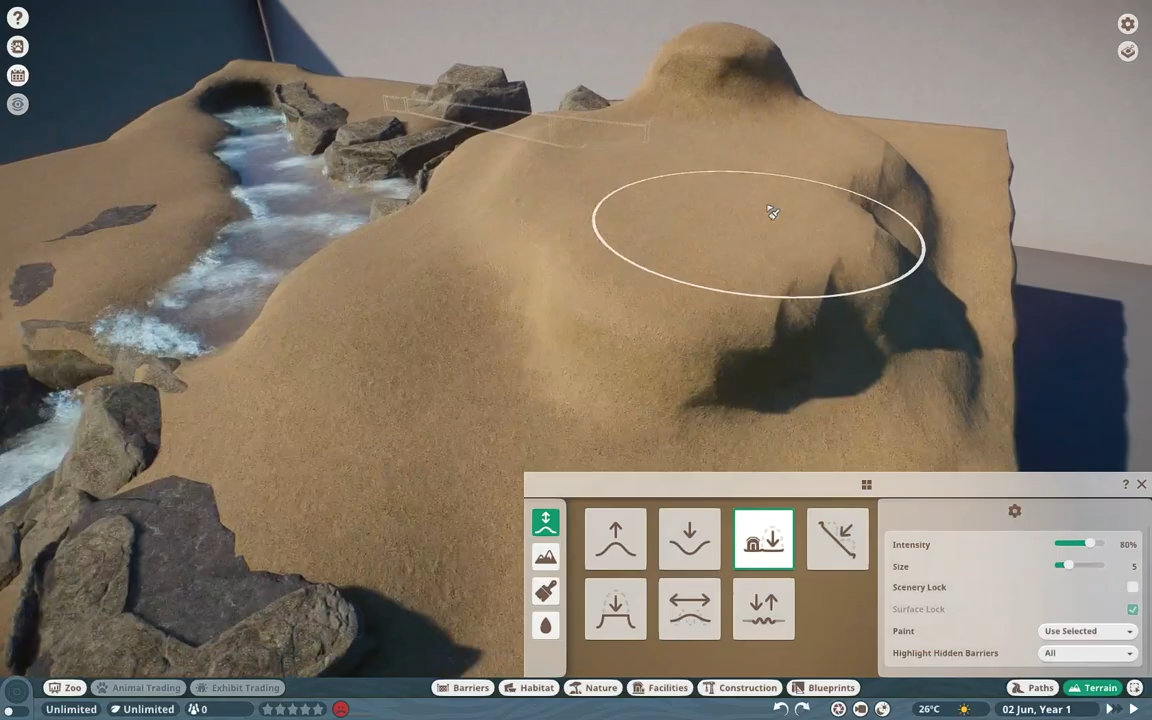 ?
? X
Intensity 80%
Size 5
Scenery Lock
Surface Lock
Paint Use Selected
Highlight Hidden Barriers All
Zoo Animal Trading Exhibit Trading Barriers Habitat Nature Facilities Construction Blueprints Paths Terrain
Unlimited Unlimited 0 26°C 02 Jun, Year 1